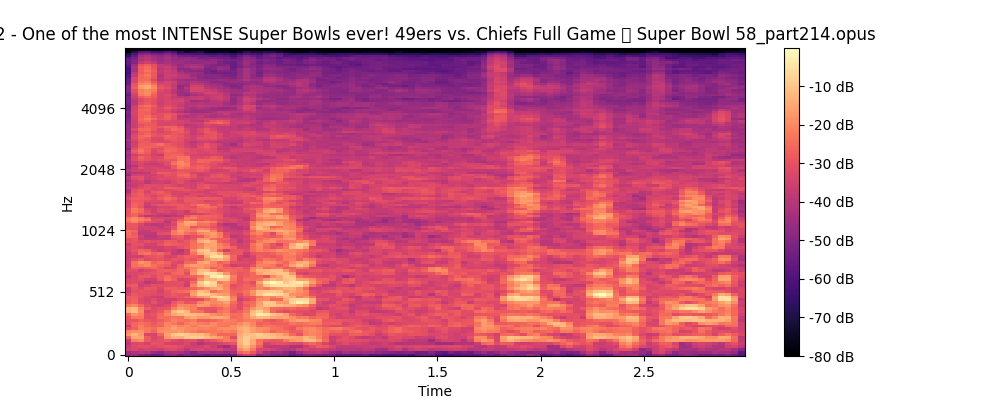 2 - One of the most INTENSE Super Bowls ever! 49ers vs. Chiefs Full Game Super Bowl 58_part214.opus
4096
2048
1024
512
0
Hz
0
0.5
1
1.5
2
2.5
Time
-10 dB
-20 dB
-30 dB
-40 dB
-50 dB
-60 dB
-70 dB
-80 dB